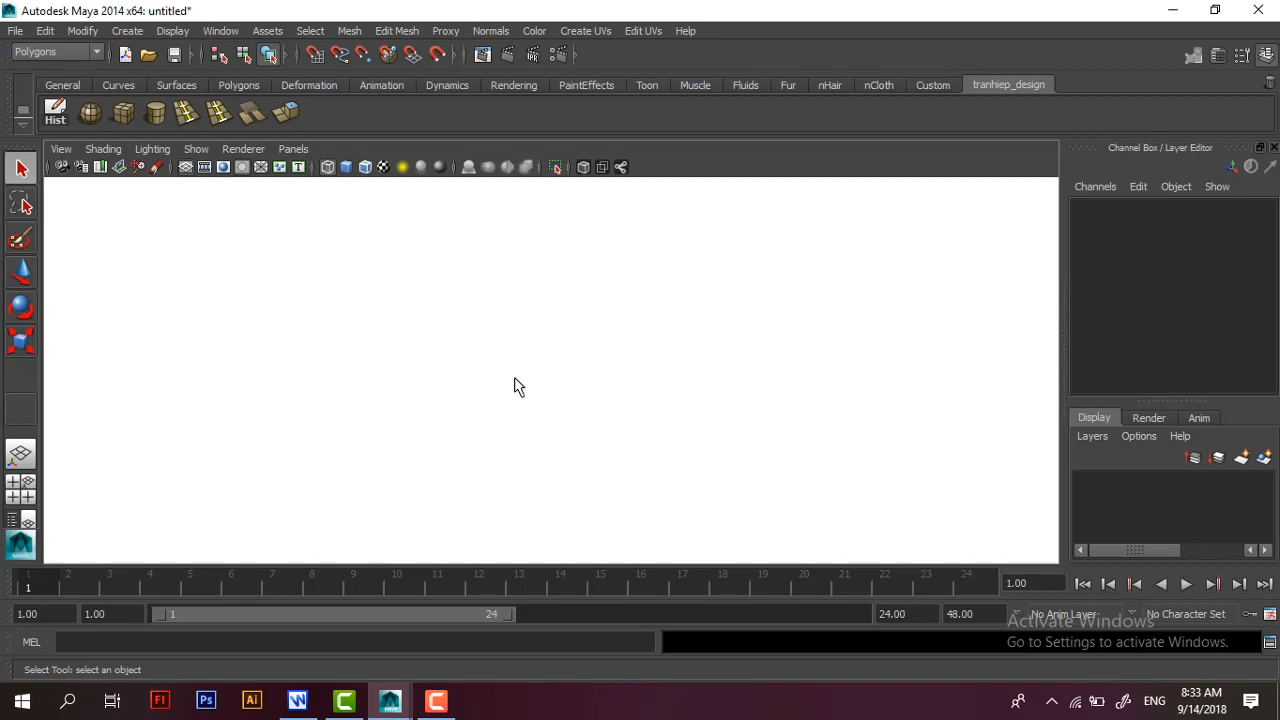 Autodesk Maya 2014 x64: untitled*
File Edit Modify Create Display Window Assets Select Mesh Edit Mesh Proxy Normals Color Create UVs Edit UVs Help
Polygons
General Curves Surfaces Polygons Deformation Animation Dynamics Rendering PaintEffects Toon Muscle Fluids Fur nHair nCloth Custom tranhiep_design
Hist
View Shading Lighting Show Renderer Panels
Channel Box / Layer Editor
Channels Edit Object Show
Display Render Anim
Layers Options Help
1 2 3 4 5 6 7 8 9 10 11 12 13 14 15 16 17 18 19 20 21 22 23 24
1
1.00
1.00 1.00 1 24 24.00 48.00 No Anim Layer No Character Set
Activate Windows
Go to Settings to activate Windows.
MEL
Select Tool: select an object
Fl Ps Ai W C C
ENG
8:33 AM
9/14/2018